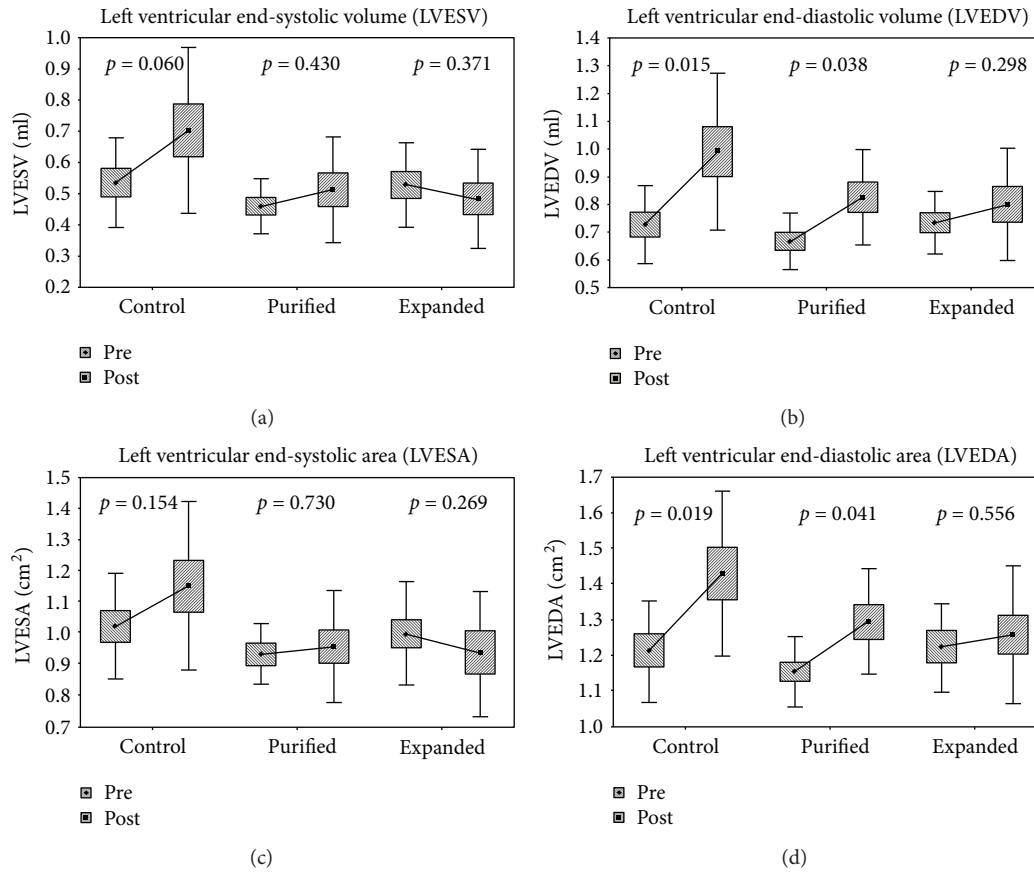 Left ventricular end-systolic volume (LVESV)
1.0
0.9
0.8
0.7
0.6
0.5
0.4
0.3
0.2
LVESV (ml)
p = 0.060
p = 0.430
p = 0.371
Control
Purified
Expanded
Pre
Post
(a)
Left ventricular end-diastolic volume (LVEDV)
1.4
1.3
1.2
1.1
1.0
0.9
0.8
0.7
0.6
0.5
LVEDV (ml)
p = 0.015
p = 0.038
p = 0.298
Control
Purified
Expanded
Pre
Post
(b)
Left ventricular end-systolic area (LVESA)
1.5
1.4
1.3
1.2
1.1
1.0
0.9
0.8
0.7
LVESA (cm²)
p = 0.154
p = 0.730
p = 0.269
Control
Purified
Expanded
Pre
Post
(c)
Left ventricular end-diastolic area (LVEDA)
1.7
1.6
1.5
1.4
1.3
1.2
1.1
1.0
LVEDA (cm²)
p = 0.019
p = 0.041
p = 0.556
Control
Purified
Expanded
Pre
Post
(d)